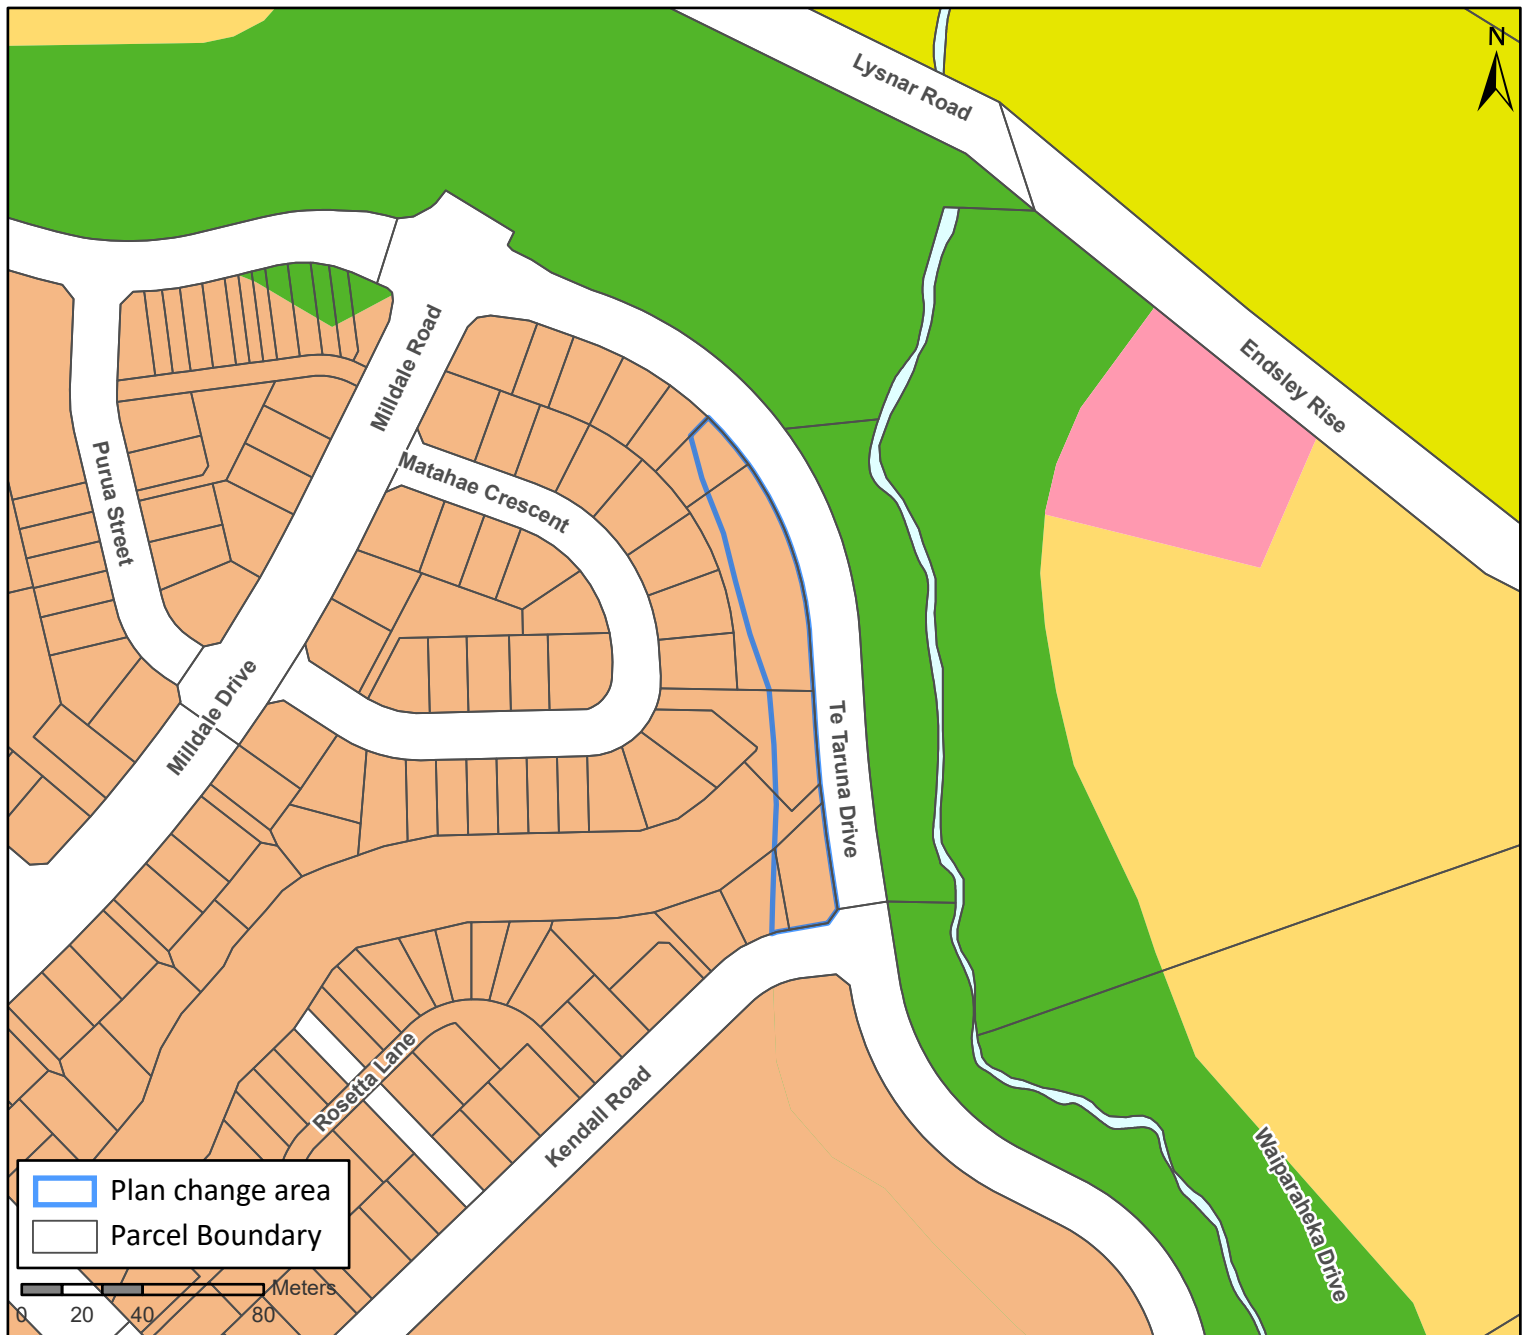 N
Lysnar Road
Endsley Rise
Milldale Road
Matahae Crescent
Purua Street
Milldale Drive
Te Taruna Drive
Rosetta Lane
Kendall Road
Waiparaheka Drive
Plan change area
Parcel Boundary
Meters
0 20 40 80